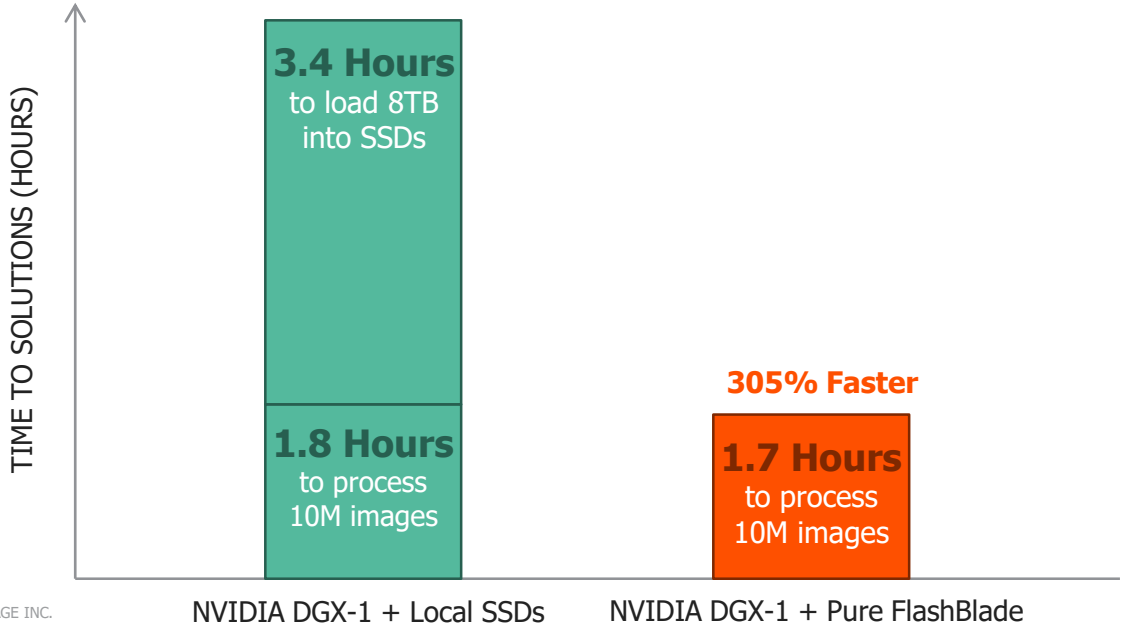 TIME TO SOLUTIONS (HOURS)
3.4 Hours
to load 8TB
into SSDs
1.8 Hours
to process
10M images
305% Faster
1.7 Hours
to process
10M images
NVIDIA DGX-1 + Local SSDs
NVIDIA DGX-1 + Pure FlashBlade
AGE INC.